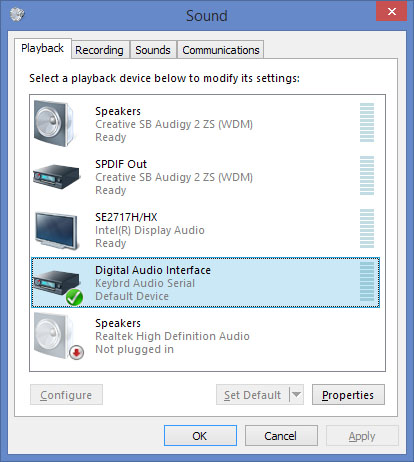 Sound
Playback Recording Sounds Communications
Select a playback device below to modify its settings:
Speakers
Creative SB Audigy 2 ZS (WDM)
Ready
SPDIF Out
Creative SB Audigy 2 ZS (WDM)
Ready
SE2717H/HX
Intel(R) Display Audio
Ready
Digital Audio Interface
Keybrd Audio Serial
Default Device
Speakers
Realtek High Definition Audio
Not plugged in
Configure Set Default Properties
OK Cancel Apply